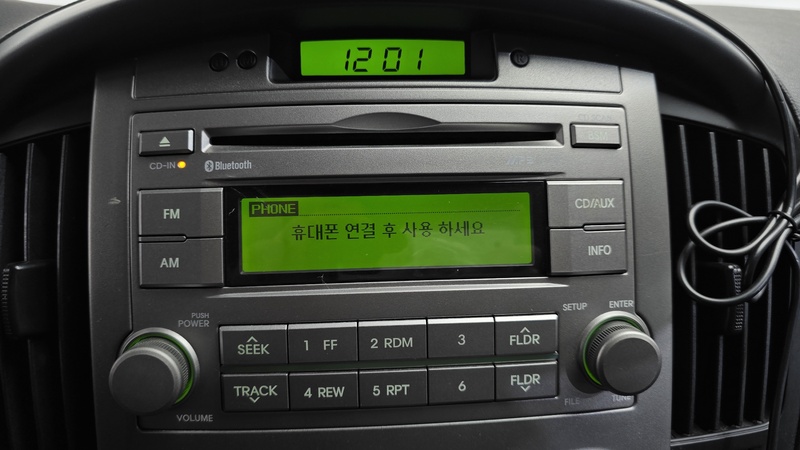 12 01
CD-IN
Bluetooth
PHONE
휴대폰 연결 후 사용 하세요
FM
AM
CD/AUX
INFO
PUSH
POWER
VOLUME
SEEK
1 FF
2 RDM
3
FLDR
TRACK
4 REW
5 RPT
6
FLDR
SETUP
ENTER
FILE
TUNE